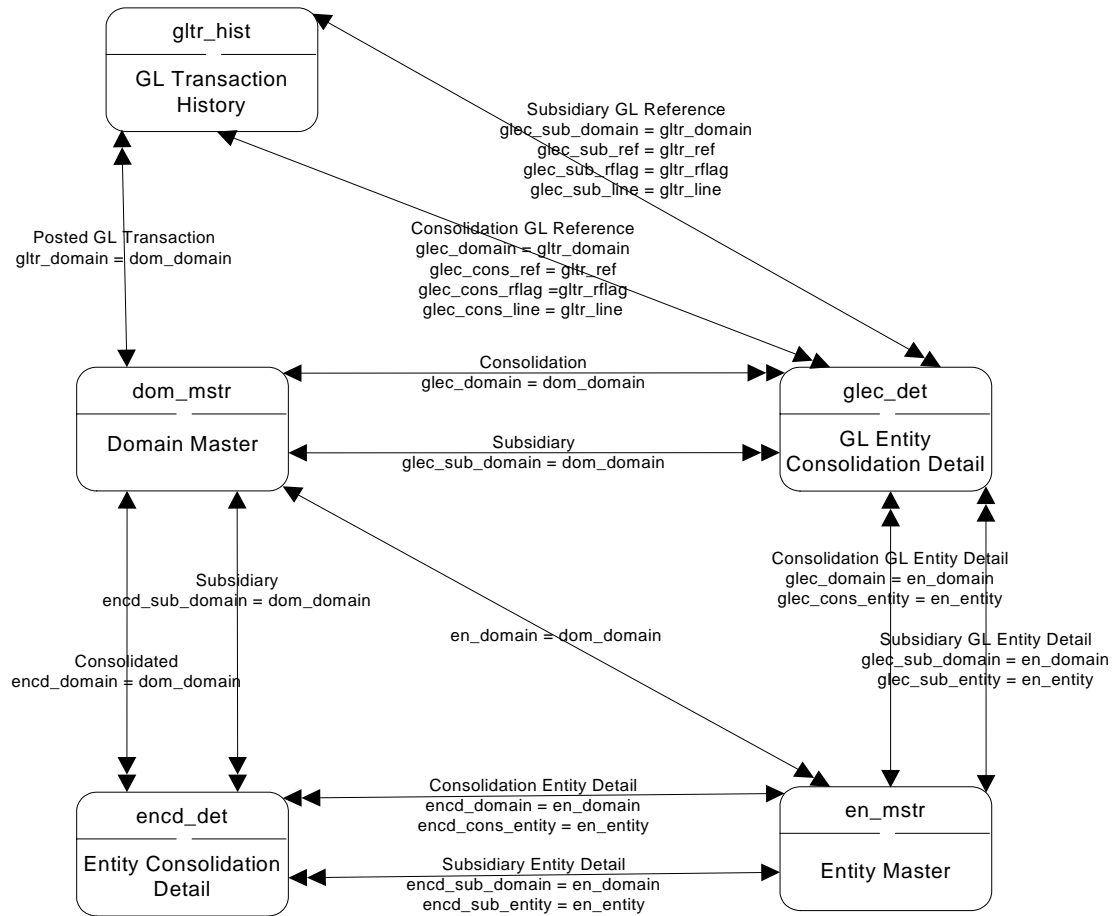 gltr_hist
GL Transaction
History
Subsidiary GL Reference
glec_sub_domain = gltr_domain
glec_sub_ref = gltr_ref
glec_sub_rflag = gltr_rflag
glec_sub_line = gltr_line
Consolidation GL Reference
glec_domain = gltr_domain
glec_cons_ref = gltr_ref
glec_cons_rflag =gltr_rflag
glec_cons_line = gltr_line
Posted GL Transaction
gltr_domain = dom_domain
dom_mstr
Domain Master
Consolidation
glec_domain = dom_domain
Subsidiary
glec_sub_domain = dom_domain
glec_det
GL Entity
Consolidation Detail
Subsidiary
encd_sub_domain = dom_domain
Consolidated
encd_domain = dom_domain
en_domain = dom_domain
Consolidation GL Entity Detail
glec_domain = en_domain
glec_cons_entity = en_entity
Subsidiary GL Entity Detail
glec_sub_domain = en_domain
glec_sub_entity = en_entity
encd_det
Entity Consolidation
Detail
Consolidation Entity Detail
encd_domain = en_domain
encd_cons_entity = en_entity
Subsidiary Entity Detail
encd_sub_domain = en_domain
encd_sub_entity = en_entity
en_mstr
Entity Master